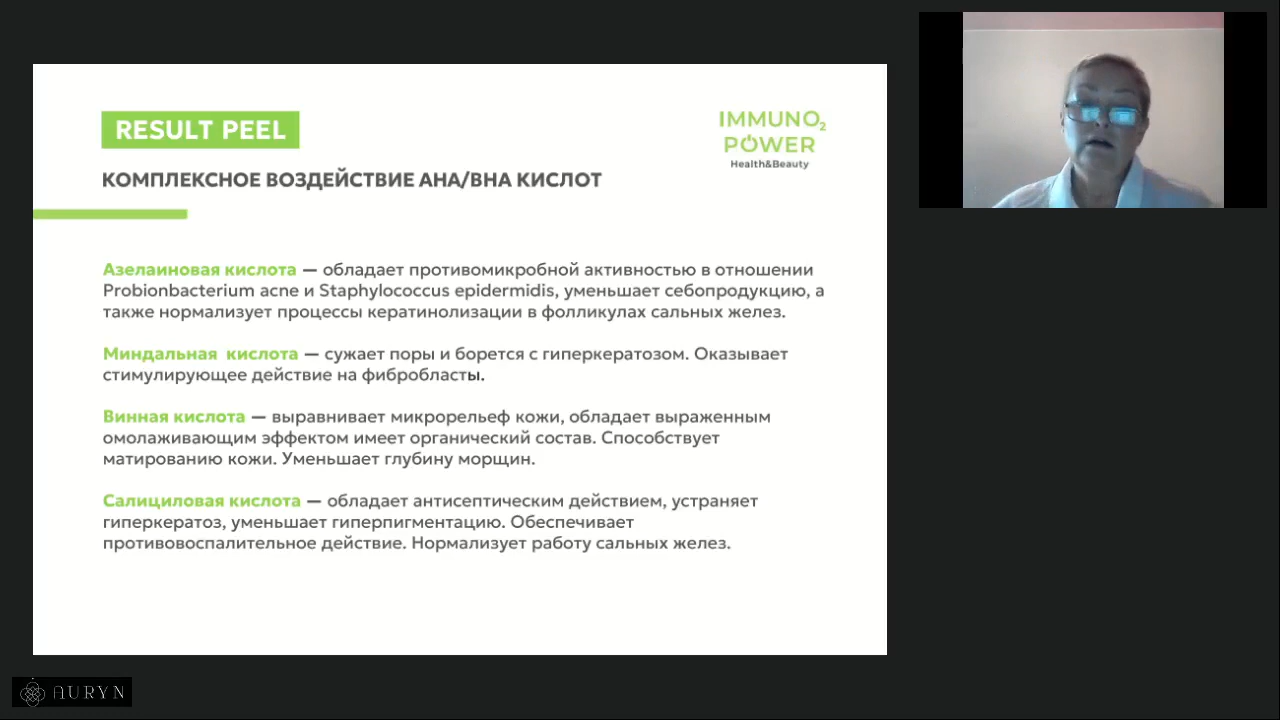 RESULT PEEL
IMMUNO2
POWER
Health&Beauty
КОМПЛЕКСНОЕ ВОЗДЕЙСТВИЕ АНА/ВНА КИСЛОТ
Азелаиновая кислота — обладает противомикробной активностью в отношении
Probionbacterium acne и Staphylococcus epidermidis, уменьшает себопродукцию, а
также нормализует процессы кератинолизации в фолликулах сальных желез.
Миндальная кислота — сужает поры и борется с гиперкератозом. Оказывает
стимулирующее действие на фибробласты.
Винная кислота — выравнивает микрорельеф кожи, обладает выраженным
омолаживающим эффектом имеет органический состав. Способствует
матированию кожи. Уменьшает глубину морщин.
Салициловая кислота — обладает антисептическим действием, устраняет
гиперкератоз, уменьшает гиперпигментацию. Обеспечивает
противовоспалительное действие. Нормализует работу сальных желез.
AURYN